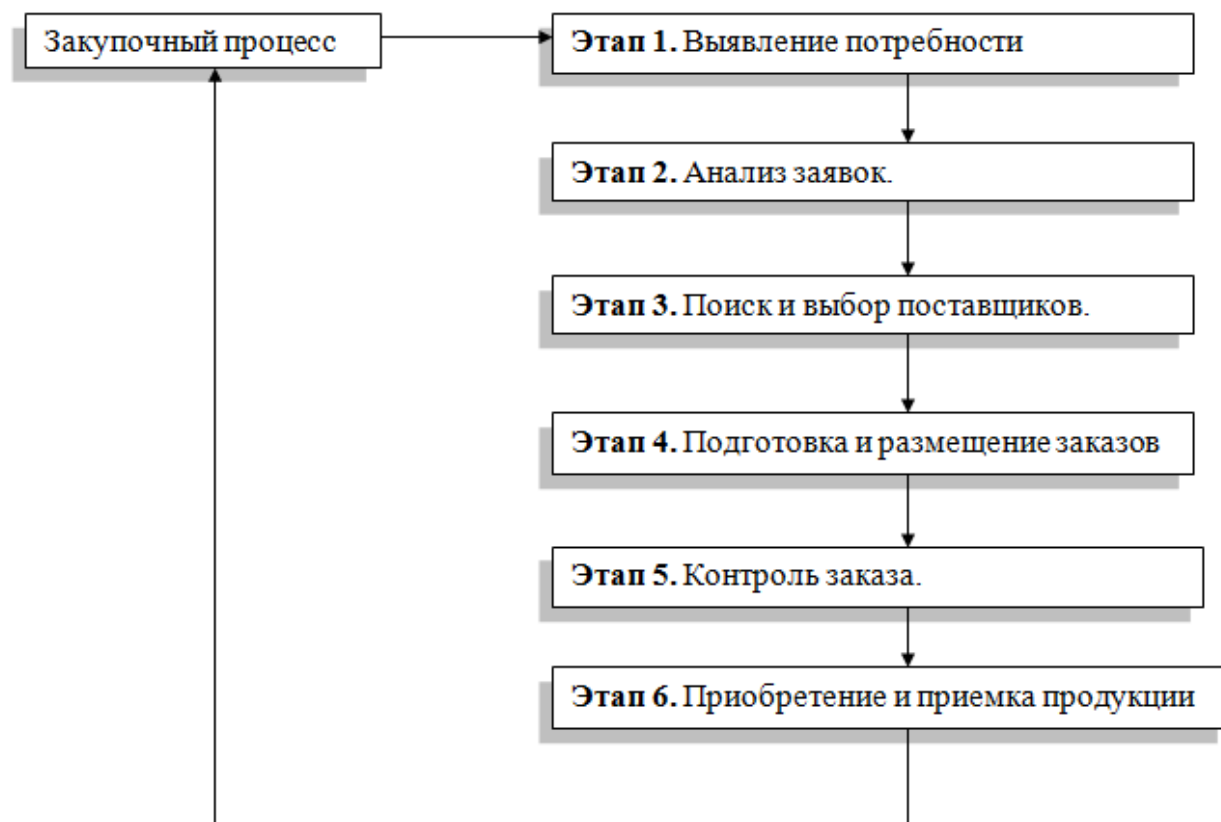 Закупочный процесс
Этап 1. Выявление потребности
Этап 2. Анализ заявок.
Этап 3. Поиск и выбор поставщиков.
Этап 4. Подготовка и размещение заказов
Этап 5. Контроль заказа.
Этап 6. Приобретение и приемка продукции